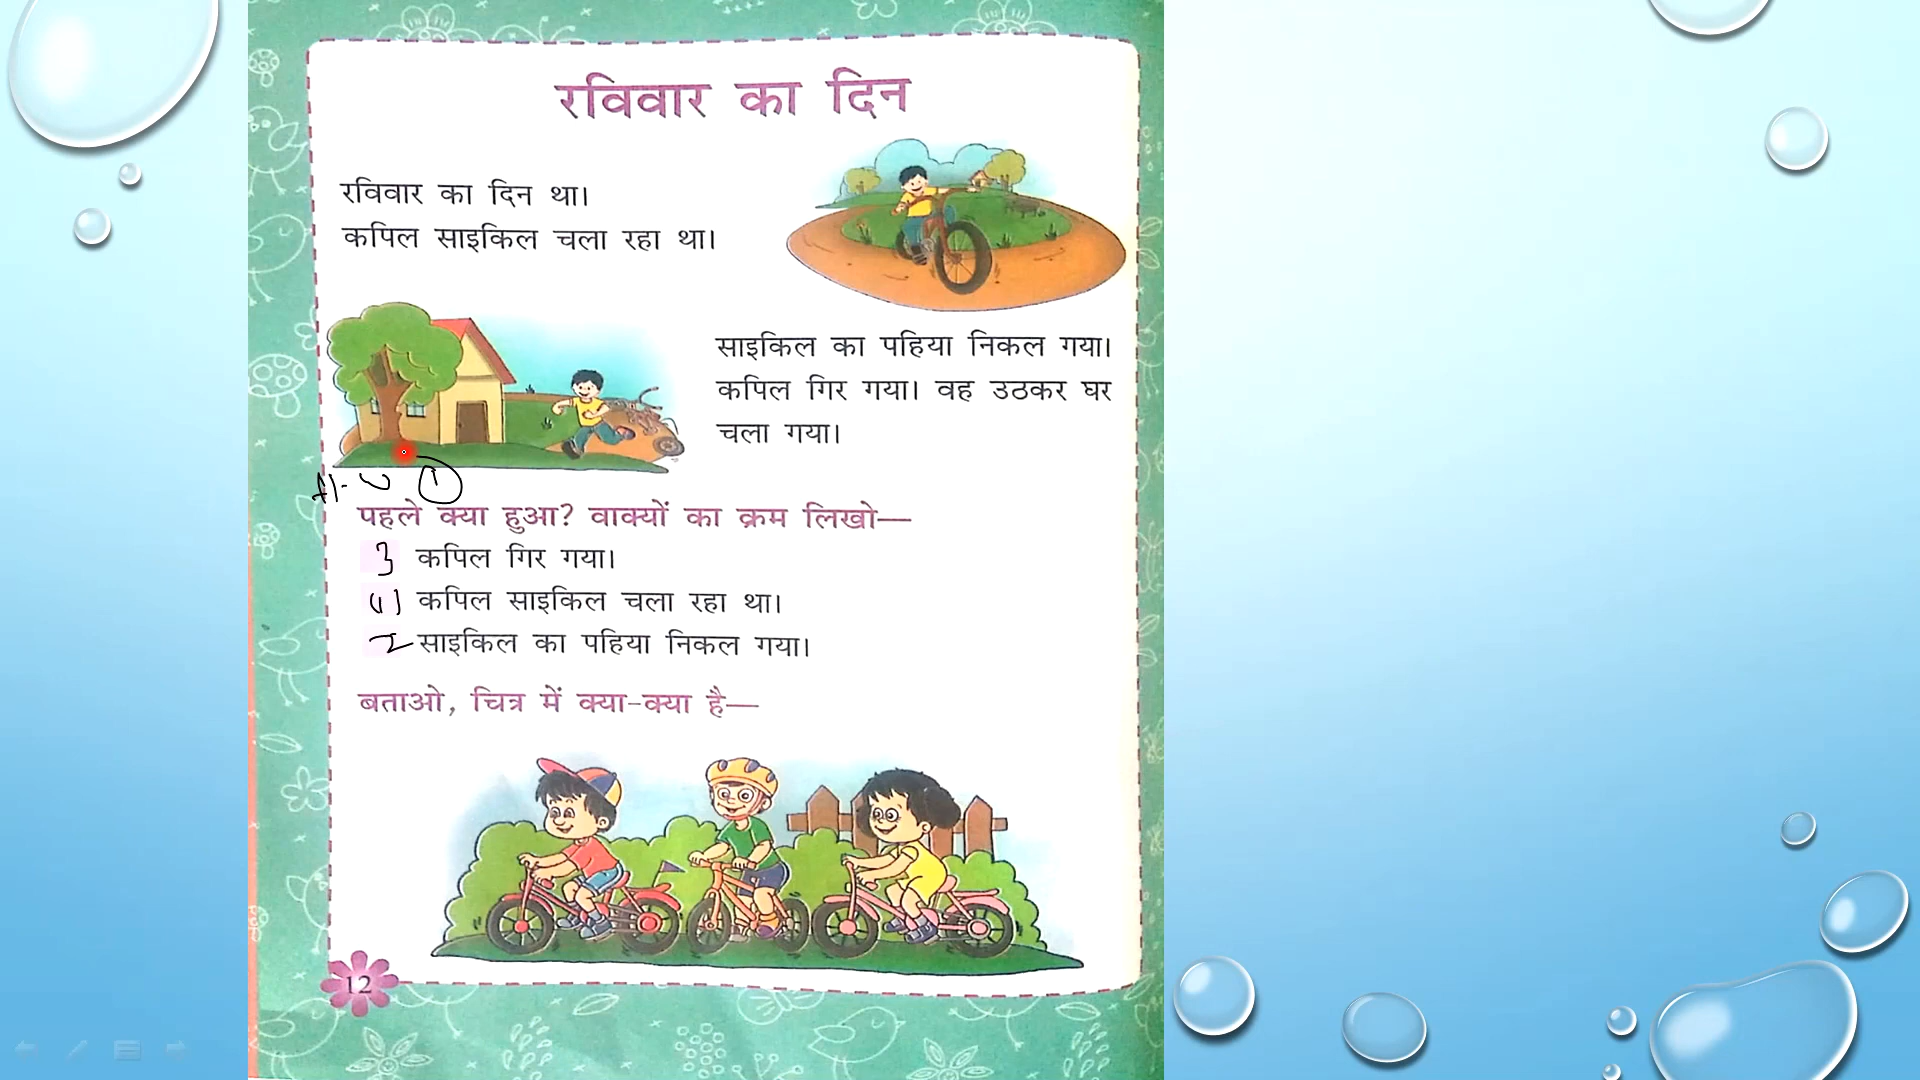 रविवार का दिन
रविवार का दिन था।
कपिल साइकिल चला रहा था।
साइकिल का पहिया निकल गया।
कपिल गिर गया। वह उठकर घर
चला गया।
1
पहले क्या हुआ? वाक्यों का क्रम लिखो—
3 कपिल गिर गया।
(1) कपिल साइकिल चला रहा था।
2 साइकिल का पहिया निकल गया।
बताओ, चित्र में क्या-क्या है—
12